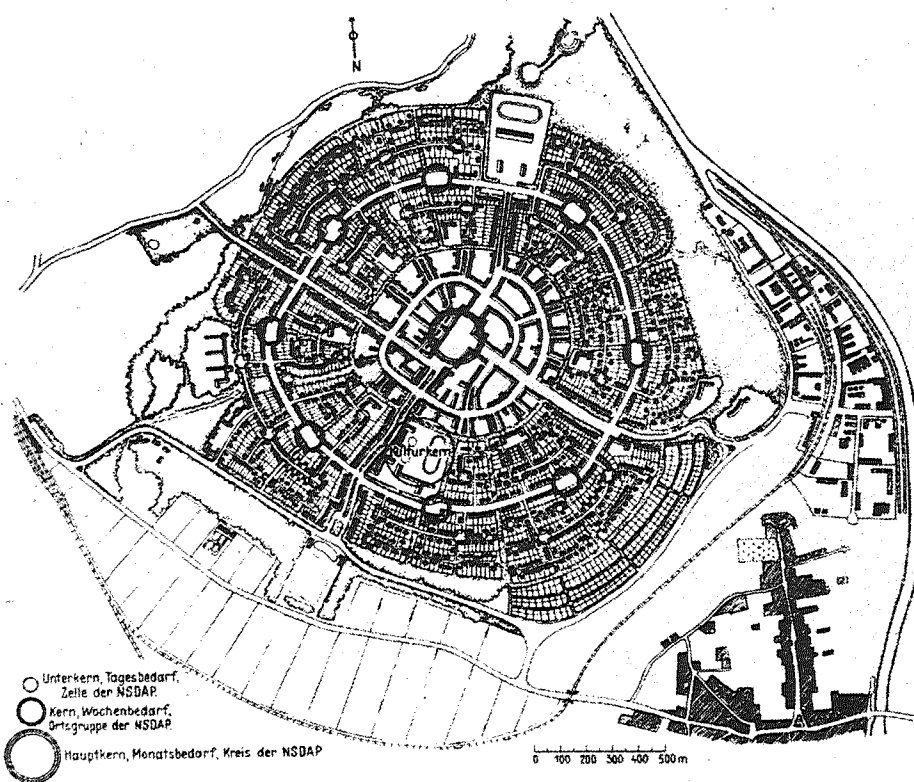 N
Kulturkern
(2)
Unterkern, Tagesbedarf,
Zelle der NSDAP.
Kern, Wochenbedarf,
Ortsgruppe der NSDAP.
Hauptkern, Monatsbedarf, Kreis der NSDAP
0 100 200 300 400 500m